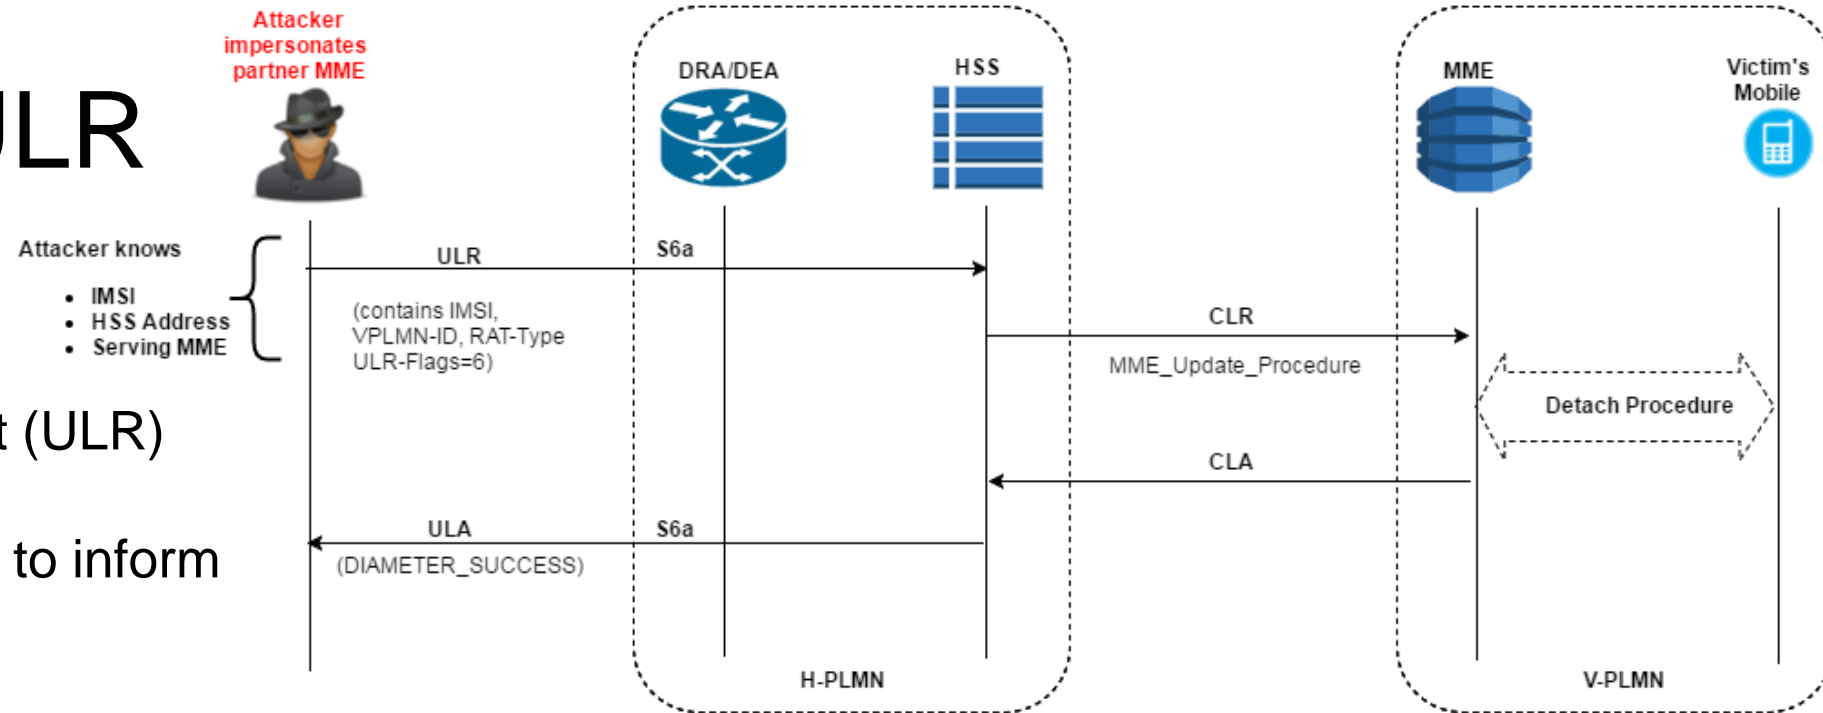 Attacker
impersonates
partner MME
DRA/DEA
HSS
MME
Victim's
Mobile
ULR
Attacker knows
• IMSI
• HSS Address
• Serving MME
ULR
S6a
(contains IMSI,
VPLMN-ID, RAT-Type
ULR-Flags=6)
CLR
MME_Update_Procedure
Detach Procedure
t (ULR)
CLA
ULA
S6a
(DIAMETER_SUCCESS)
to inform
H-PLMN
V-PLMN